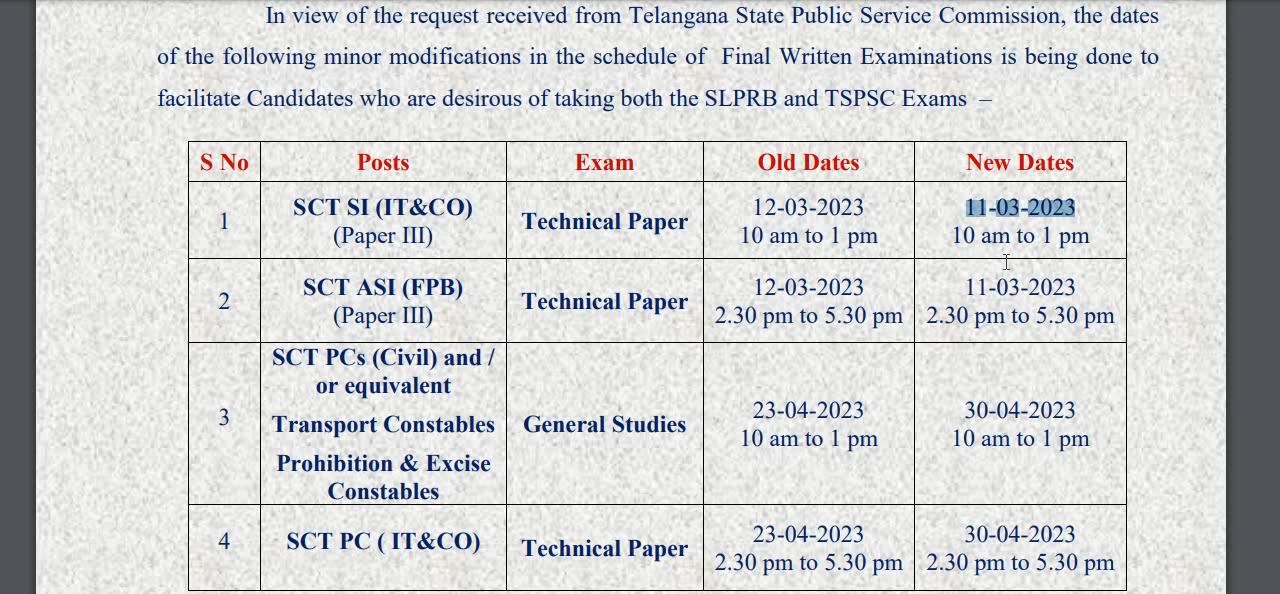 In view of the request received from Telangana State Public Service Commission, the dates
of the following minor modifications in the schedule of Final Written Examinations is being done to
facilitate Candidates who are desirous of taking both the SLPRB and TSPSC Exams –
S No Posts Exam Old Dates New Dates
1 SCT SI (IT&CO) (Paper III) Technical Paper 12-03-2023 10 am to 1 pm 11-03-2023 10 am to 1 pm
2 SCT ASI (FPB) (Paper III) Technical Paper 12-03-2023 2.30 pm to 5.30 pm 11-03-2023 2.30 pm to 5.30 pm
3 SCT PCs (Civil) and / or equivalent Transport Constables Prohibition & Excise Constables General Studies 23-04-2023 10 am to 1 pm 30-04-2023 10 am to 1 pm
4 SCT PC ( IT&CO) Technical Paper 23-04-2023 2.30 pm to 5.30 pm 30-04-2023 2.30 pm to 5.30 pm